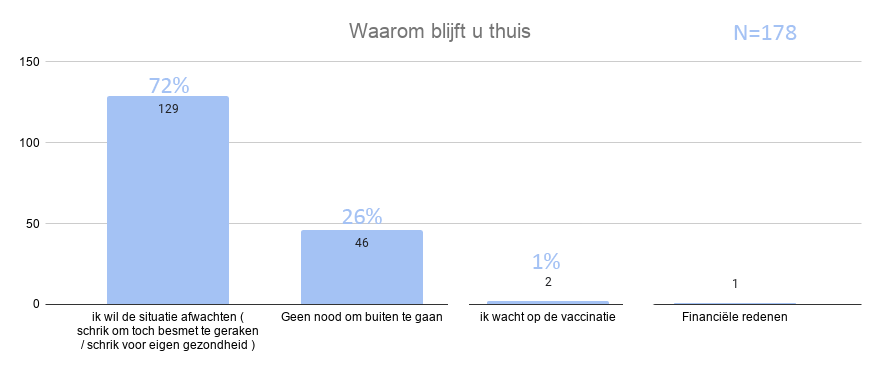 Waarom blijft u thuis
N=178
150
100
50
0
72%
129
26%
46
1%
2
1
ik wil de situatie afwachten (
schrik om toch besmet te geraken
/ schrik voor eigen gezondheid )
Geen nood om buiten te gaan
ik wacht op de vaccinatie
Financiële redenen